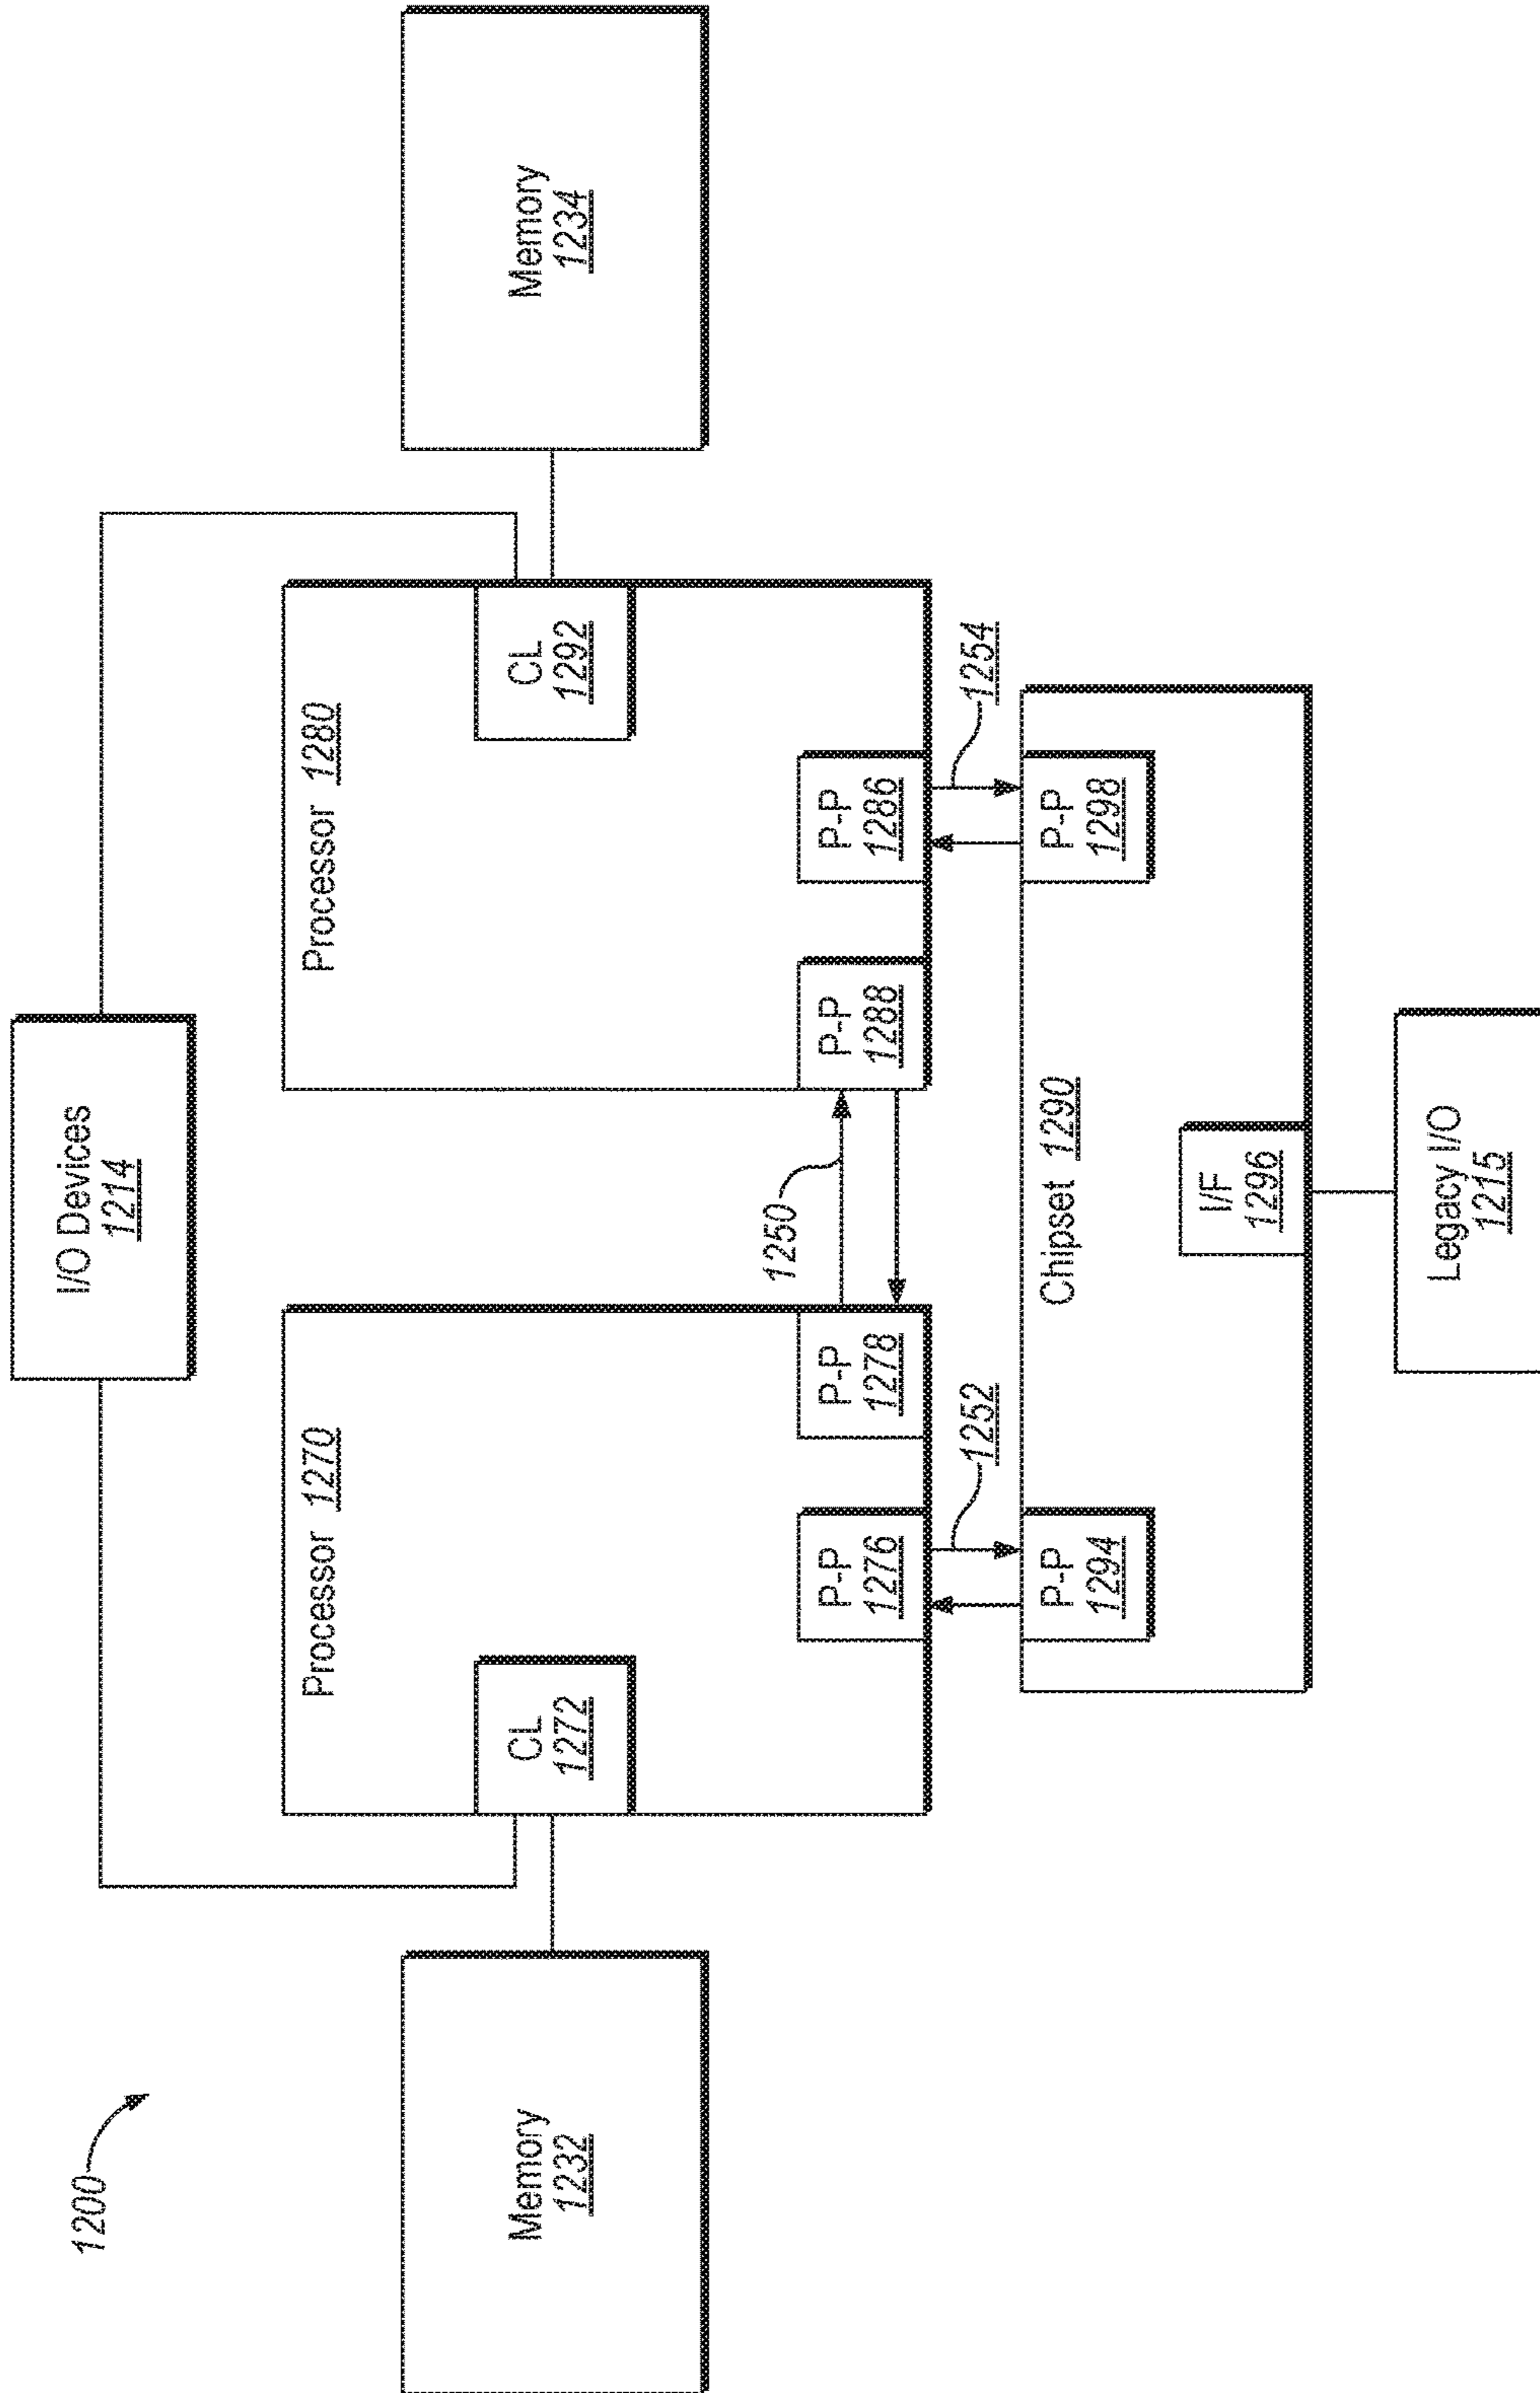 1200
I/O Devices
1214
Memory
1232
Processor 1270
CL
1272
P-P
1276
P-P
1278
1250
Processor 1280
CL
1292
P-P
1288
P-P
1286
Memory
1234
1252
1254
Chipset 1290
P-P
1294
P-P
1298
I/F
1296
Legacy I/O
1215